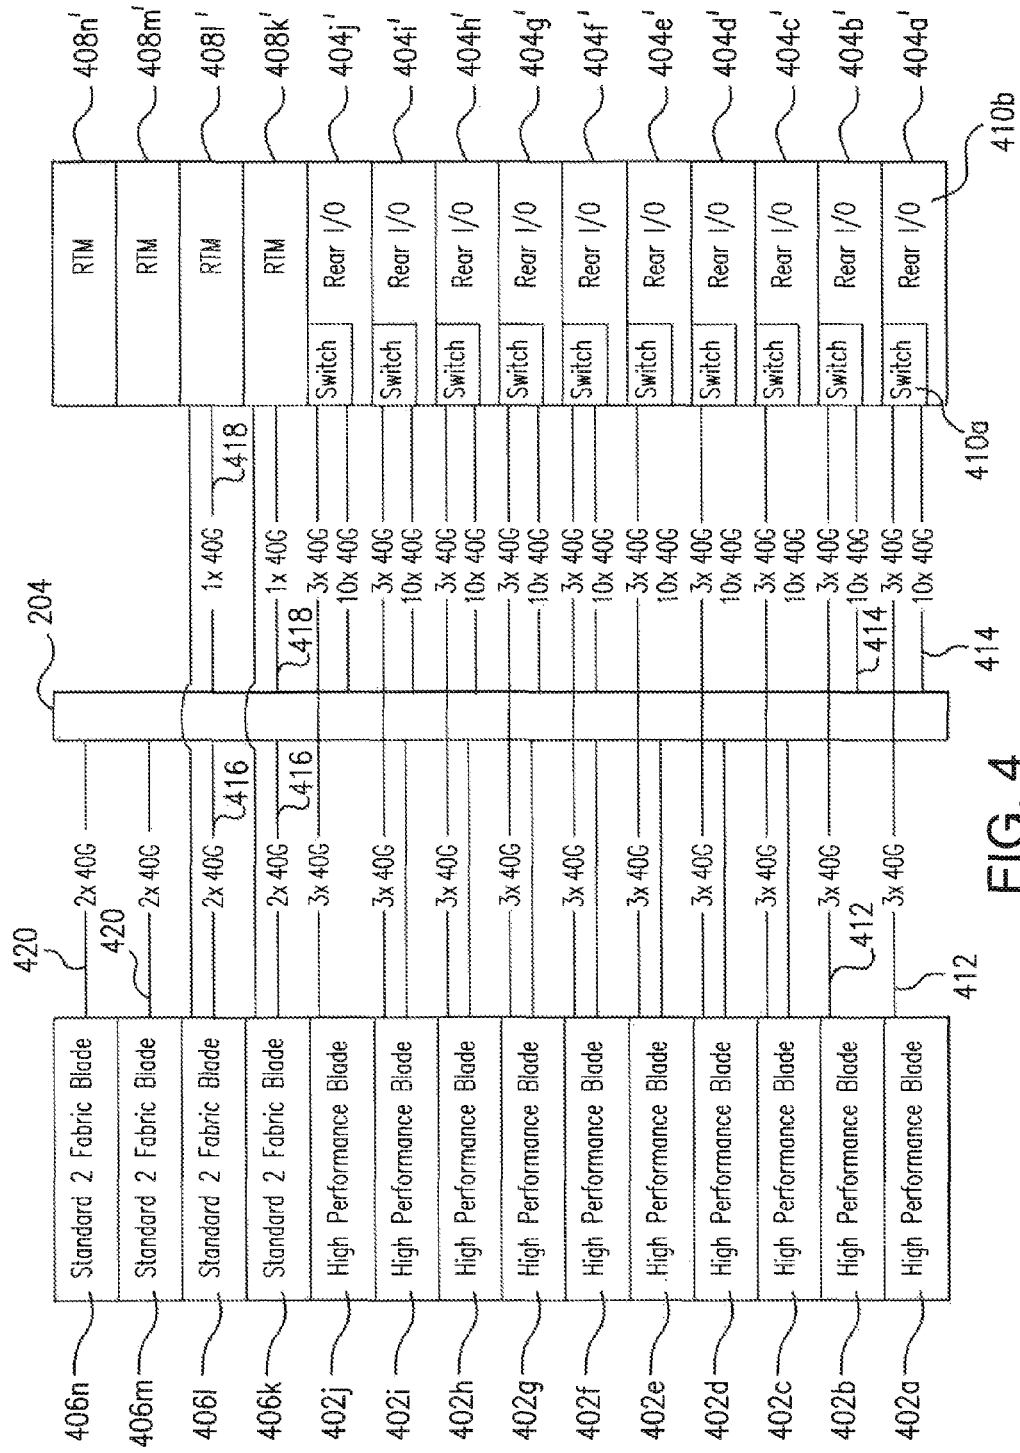 204
420
406n Standard 2 Fabric Blade 2x 40G RTM 408n'
420
406m Standard 2 Fabric Blade 2x 40G RTM 408m'
406l Standard 2 Fabric Blade 2x 40G 1x 40G RTM 408l'
416 418
406k Standard 2 Fabric Blade 2x 40G 1x 40G RTM 408k'
416 418
402j High Performance Blade 3x 40G 3x 40G Switch Rear I/O 404j'
10x 40G
402i High Performance Blade 3x 40G 3x 40G Switch Rear I/O 404i'
10x 40G
402h High Performance Blade 3x 40G 3x 40G Switch Rear I/O 404h'
10x 40G
402g High Performance Blade 3x 40G 3x 40G Switch Rear I/O 404g'
10x 40G
402f High Performance Blade 3x 40G 3x 40G Switch Rear I/O 404f'
10x 40G
402e High Performance Blade 3x 40G 3x 40G Switch Rear I/O 404e'
10x 40G
402d High Performance Blade 3x 40G 3x 40G Switch Rear I/O 404d'
10x 40G
402c High Performance Blade 3x 40G 3x 40G Switch Rear I/O 404c'
10x 40G
402b High Performance Blade 3x 40G 3x 40G Switch Rear I/O 404b'
10x 40G
412 414
402a High Performance Blade 3x 40G 3x 40G Switch Rear I/O 404a'
10x 40G
412 414 410a 410b
FIG. 4